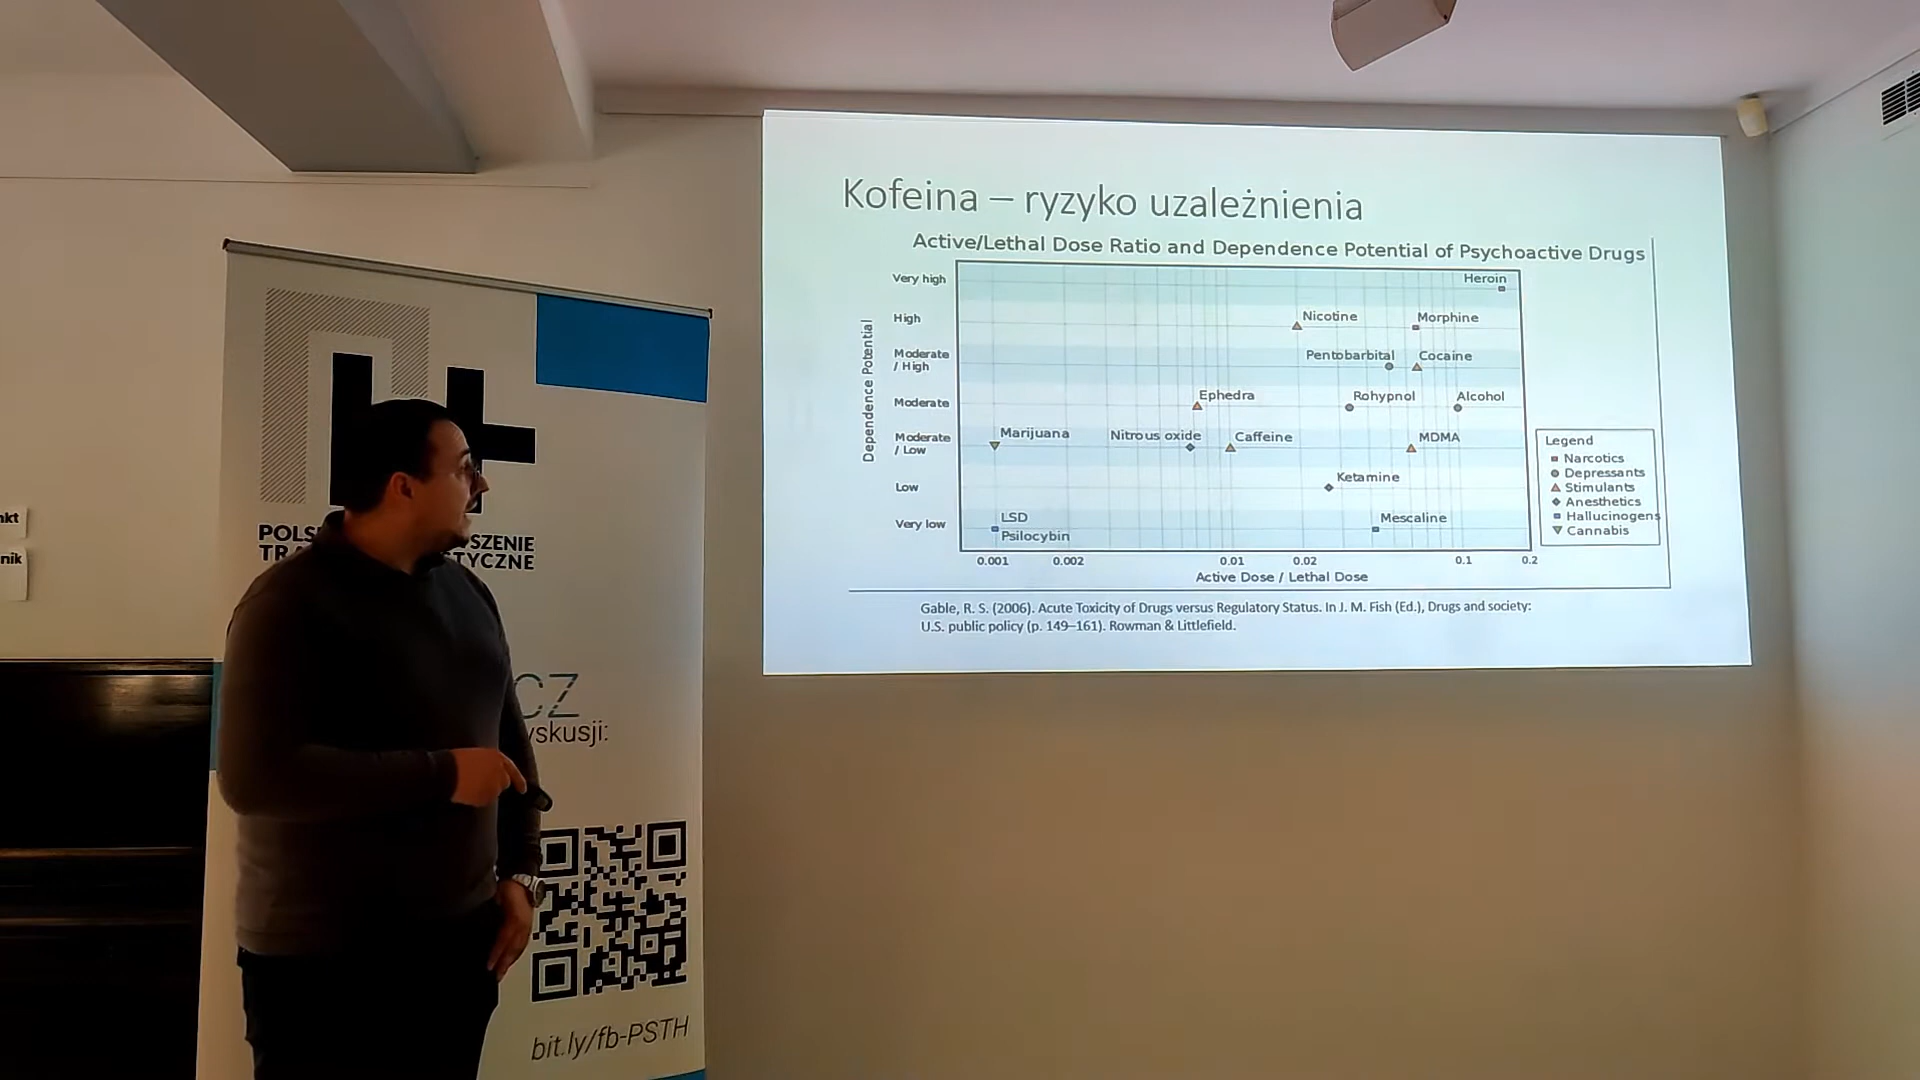 Kofeina – ryzyko uzależnienia
Active/Lethal Dose Ratio and Dependence Potential of Psychoactive Drugs
Dependence Potential
Very high
High
Moderate
/ High
Moderate
Moderate
/ Low
Low
Very low
Heroin
Nicotine
Morphine
Pentobarbital
Cocaine
Ephedra
Rohypnol
Alcohol
Marijuana
Nitrous oxide
Caffeine
MDMA
Ketamine
LSD
Psilocybin
Mescaline
0.001
0.002
0.01
0.02
0.1
0.2
Active Dose / Lethal Dose
Legend
Narcotics
Depressants
Stimulants
Anesthetics
Hallucinogens
Cannabis
Gable, R. S. (2006). Acute Toxicity of Drugs versus Regulatory Status. In J. M. Fish (Ed.), Drugs and society:
U.S. public policy (p. 149–161). Rowman & Littlefield.
POLS SZENIE
TRA STYCZNE
CZ
yskusji:
bit.ly/fb-PSTH
nkt
nik